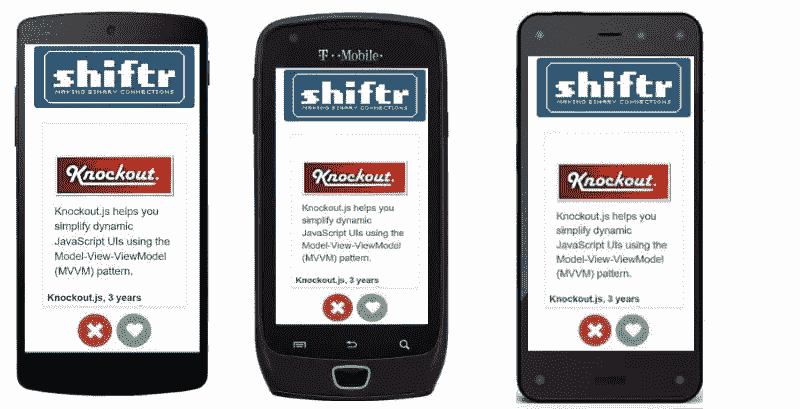 shiftr
MAKING BINARY CONNECTIONS
Knockout.
Knockout.js helps you
simplify dynamic
JavaScript UIs using the
Model-View-ViewModel
(MVVM) pattern.
Knockout.js, 3 years
T··Mobile·
shiftr
MAKING BINARY CONNECTIONS
Knockout.
Knockout.js helps you
simplify dynamic
JavaScript UIs using the
Model-View-ViewModel
(MVVM) pattern.
Knockout.js, 3 years
shiftr
MAKING BINARY CONNECTIONS
Knockout.
Knockout.js helps you
simplify dynamic
JavaScript UIs using the
Model-View-ViewModel
(MVVM) pattern.
Knockout.js, 3 years